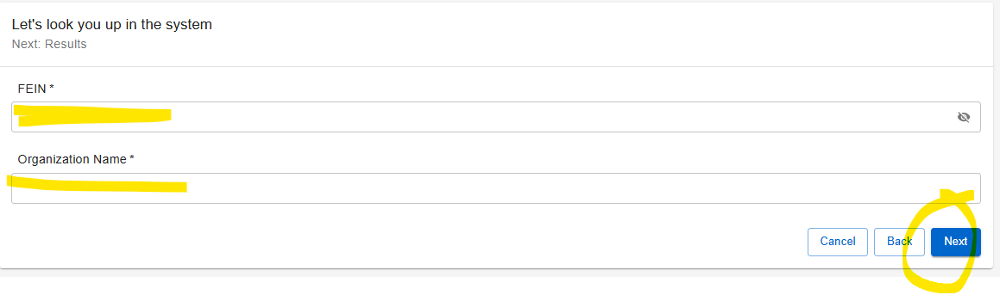 Let's look you up in the system
Next: Results
FEIN *
Organization Name *
Cancel Back Next